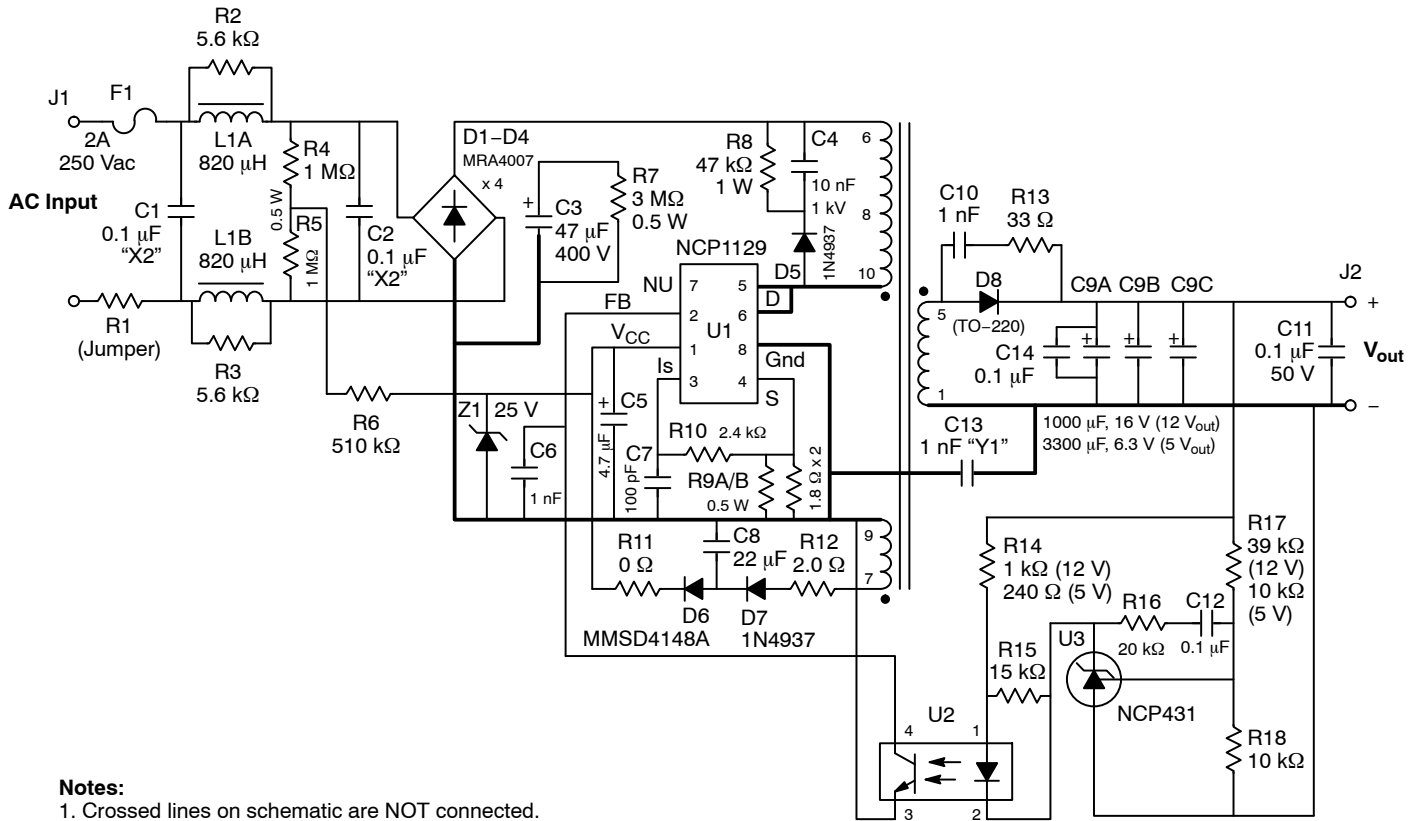 R2
5.6 kΩ
J1
F1
2A
250 Vac
L1A
820 μH
R4
1 MΩ
0.5 W
D1–D4
MRA4007
x 4
AC Input
C1
0.1 μF
“X2”
L1B
820 μH
R5
1 MΩ
C2
0.1 μF
“X2”
+
C3
47 μF
400 V
R7
3 MΩ
0.5 W
R8
47 kΩ
1 W
C4
10 nF
1 kV
1N4937
D5
6
8
10
C10
1 nF
R13
33 Ω
D8
(TO–220)
5
1
C9A
C9B
C9C
+
+
+
C14
0.1 μF
C11
0.1 μF
50 V
J2
+
Vout
–
1000 μF, 16 V (12 Vout)
3300 μF, 6.3 V (5 Vout)
R1
(Jumper)
R3
5.6 kΩ
R6
510 kΩ
NCP1129
NU
FB
VCC
Is
7
2
1
3
U1
5
6
8
4
D
Gnd
S
Z1
25 V
C6
1 nF
+
C5
4.7 μF
C7
100 pF
R10
2.4 kΩ
R9A/B
0.5 W
1.8 Ω x 2
C13
1 nF “Y1”
R11
0 Ω
C8
22 μF
R12
2.0 Ω
9
7
D6
MMSD4148A
D7
1N4937
R14
1 kΩ (12 V)
240 Ω (5 V)
R17
39 kΩ
(12 V)
10 kΩ
(5 V)
R16
20 kΩ
C12
0.1 μF
R15
15 kΩ
U3
NCP431
R18
10 kΩ
U2
4
1
3
2
Notes:
1. Crossed lines on schematic are NOT connected.